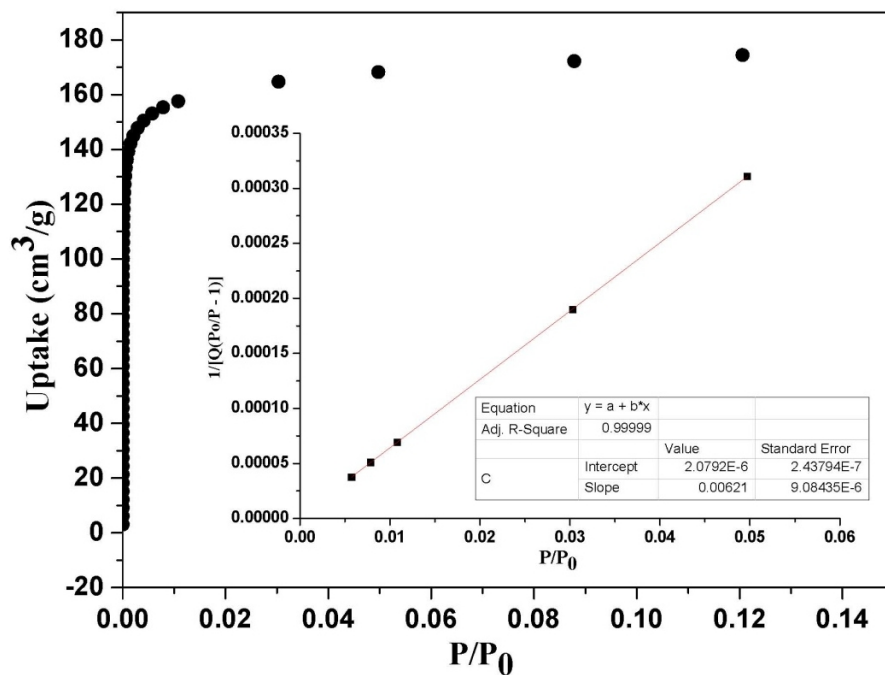 180
160
140
120
100
80
60
40
20
0
-20
Uptake (cm³/g)
0.00 0.02 0.04 0.06 0.08 0.10 0.12 0.14
P/P₀
0.00035
0.00030
0.00025
0.00020
0.00015
0.00010
0.00005
0.00000
1/[Q(Po/P - 1)]
0.00 0.01 0.02 0.03 0.04 0.05 0.06
P/P₀
Equation y = a + b*x
Adj. R-Square 0.99999
Value Standard Error
C Intercept 2.0792E-6 2.43794E-7
Slope 0.00621 9.08435E-6